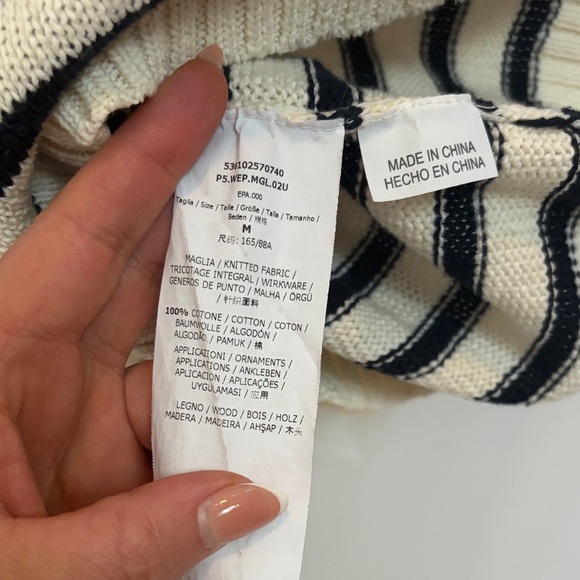 536102570740
P5.WEP.MGL.02U
EPA.000
Taglia / Size / Taille / Größe / Talla / Tamanho /
Beden / 规格
M
尺码: 165/88A
MAGLIA / KNITTED FABRIC /
TRICOTAGE INTEGRAL / WIRKWARE /
GENEROS DE PUNTO / MALHA / ÖRGÜ
/ 针织面料
100% COTONE / COTTON / COTON /
BAUMWOLLE / ALGODÓN /
ALGODÃO / PAMUK / 棉
APPLICAZIONI / ORNAMENTS /
APPLICATIONS / ANKLEBEN /
APLICACIÓN / APLICAÇÕES /
UYGULAMASI / 应用
LEGNO / WOOD / BOIS / HOLZ /
MADERA / MADEIRA / AHŞAP / 木头
MADE IN CHINA
HECHO EN CHINA